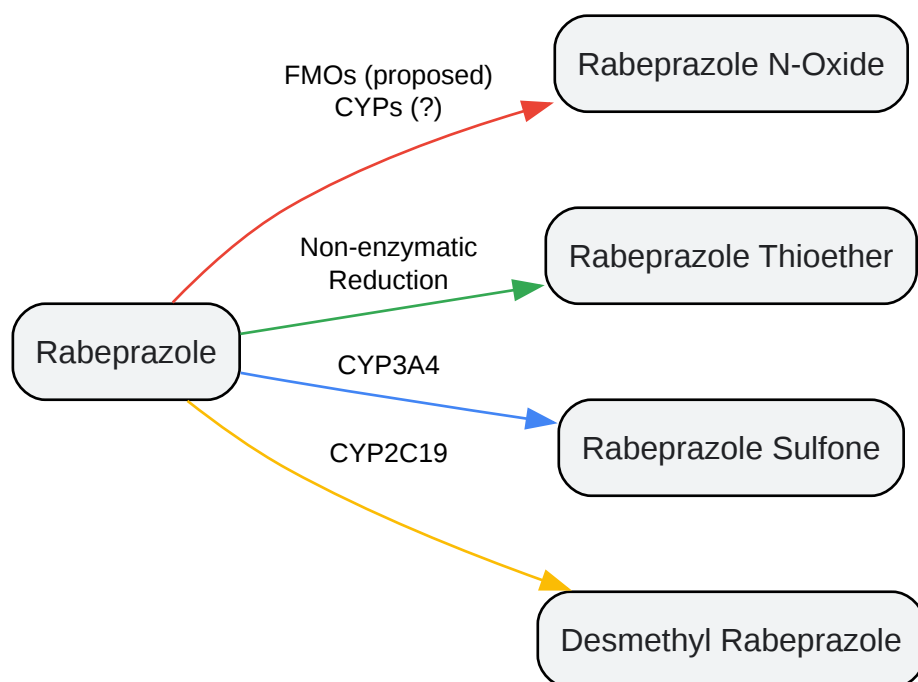 FMOs (proposed)
CYPs (?)
Rabeprazole N-Oxide
Non-enzymatic
Reduction
Rabeprazole Thioether
Rabeprazole
CYP3A4
Rabeprazole Sulfone
CYP2C19
Desmethyl Rabeprazole